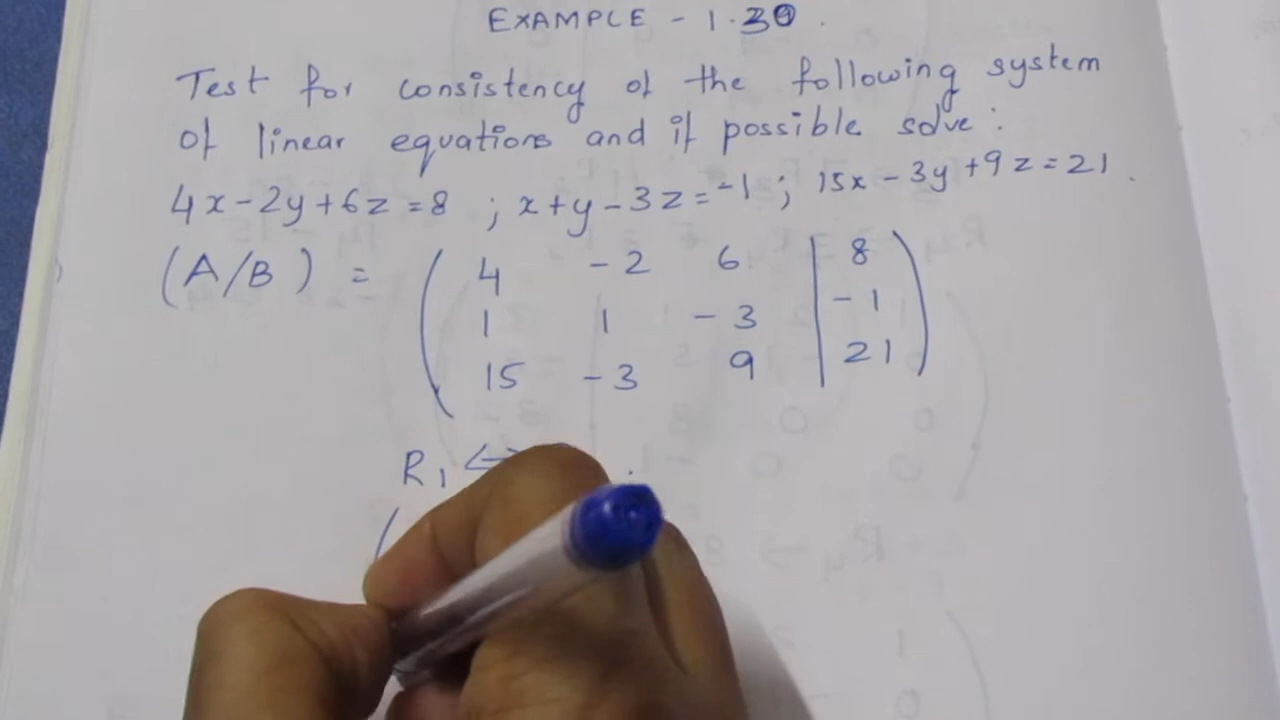 EXAMPLE - 1.30
Test for consistency of the following system
of linear equations and if possible solve:
4x-2y+6z=8 ; x+y-3z=-1 ; 15x-3y+9z=21.
(A/B) = ( 4 -2 6 | 8
1 1 -3 | -1
15 -3 9 | 21 )
R1 ↔
(